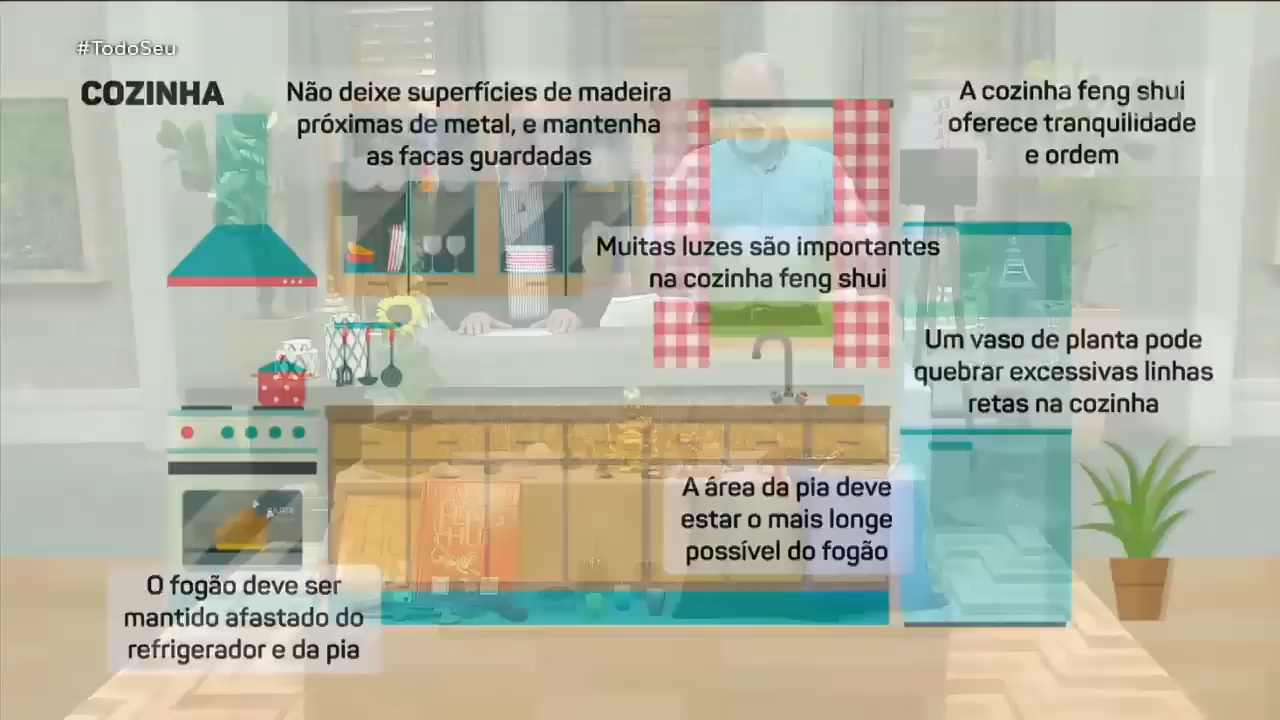 #TodoSeu
COZINHA
Não deixe superfícies de madeira
próximas de metal, e mantenha
as facas guardadas
A cozinha feng shui
oferece tranquilidade
e ordem
Muitas luzes são importantes
na cozinha feng shui
Um vaso de planta pode
quebrar excessivas linhas
retas na cozinha
A área da pia deve
estar o mais longe
possível do fogão
O fogão deve ser
mantido afastado do
refrigerador e da pia